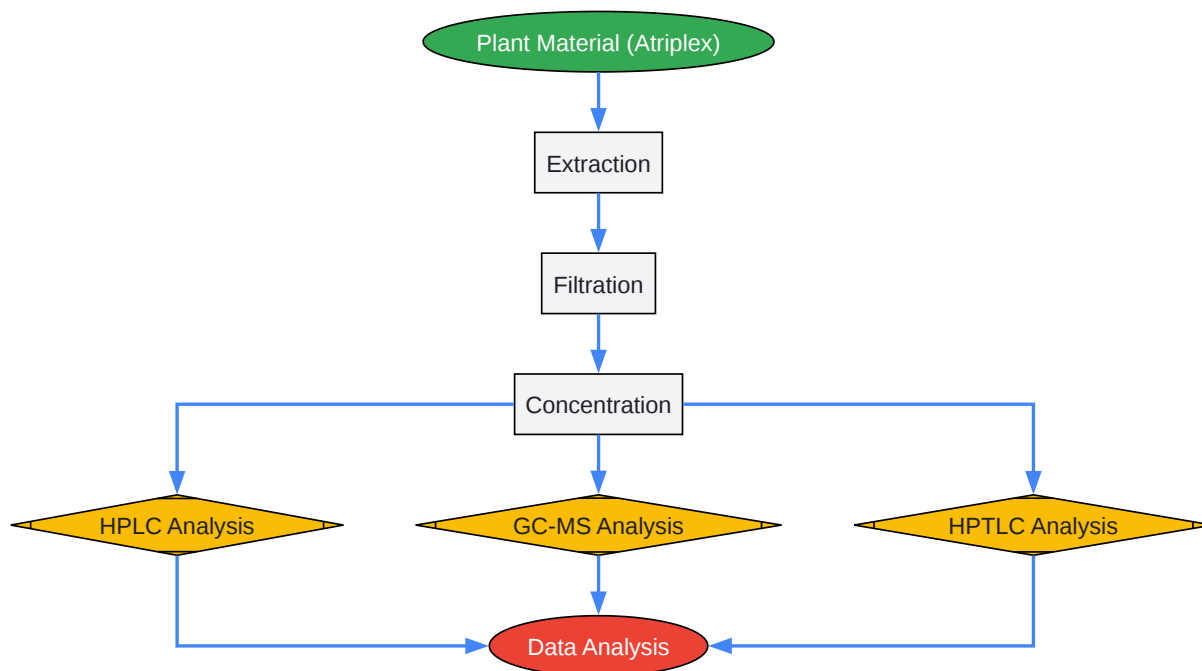 Plant Material (Atriplex)
Extraction
Filtration
Concentration
HPLC Analysis
GC-MS Analysis
HPTLC Analysis
Data Analysis